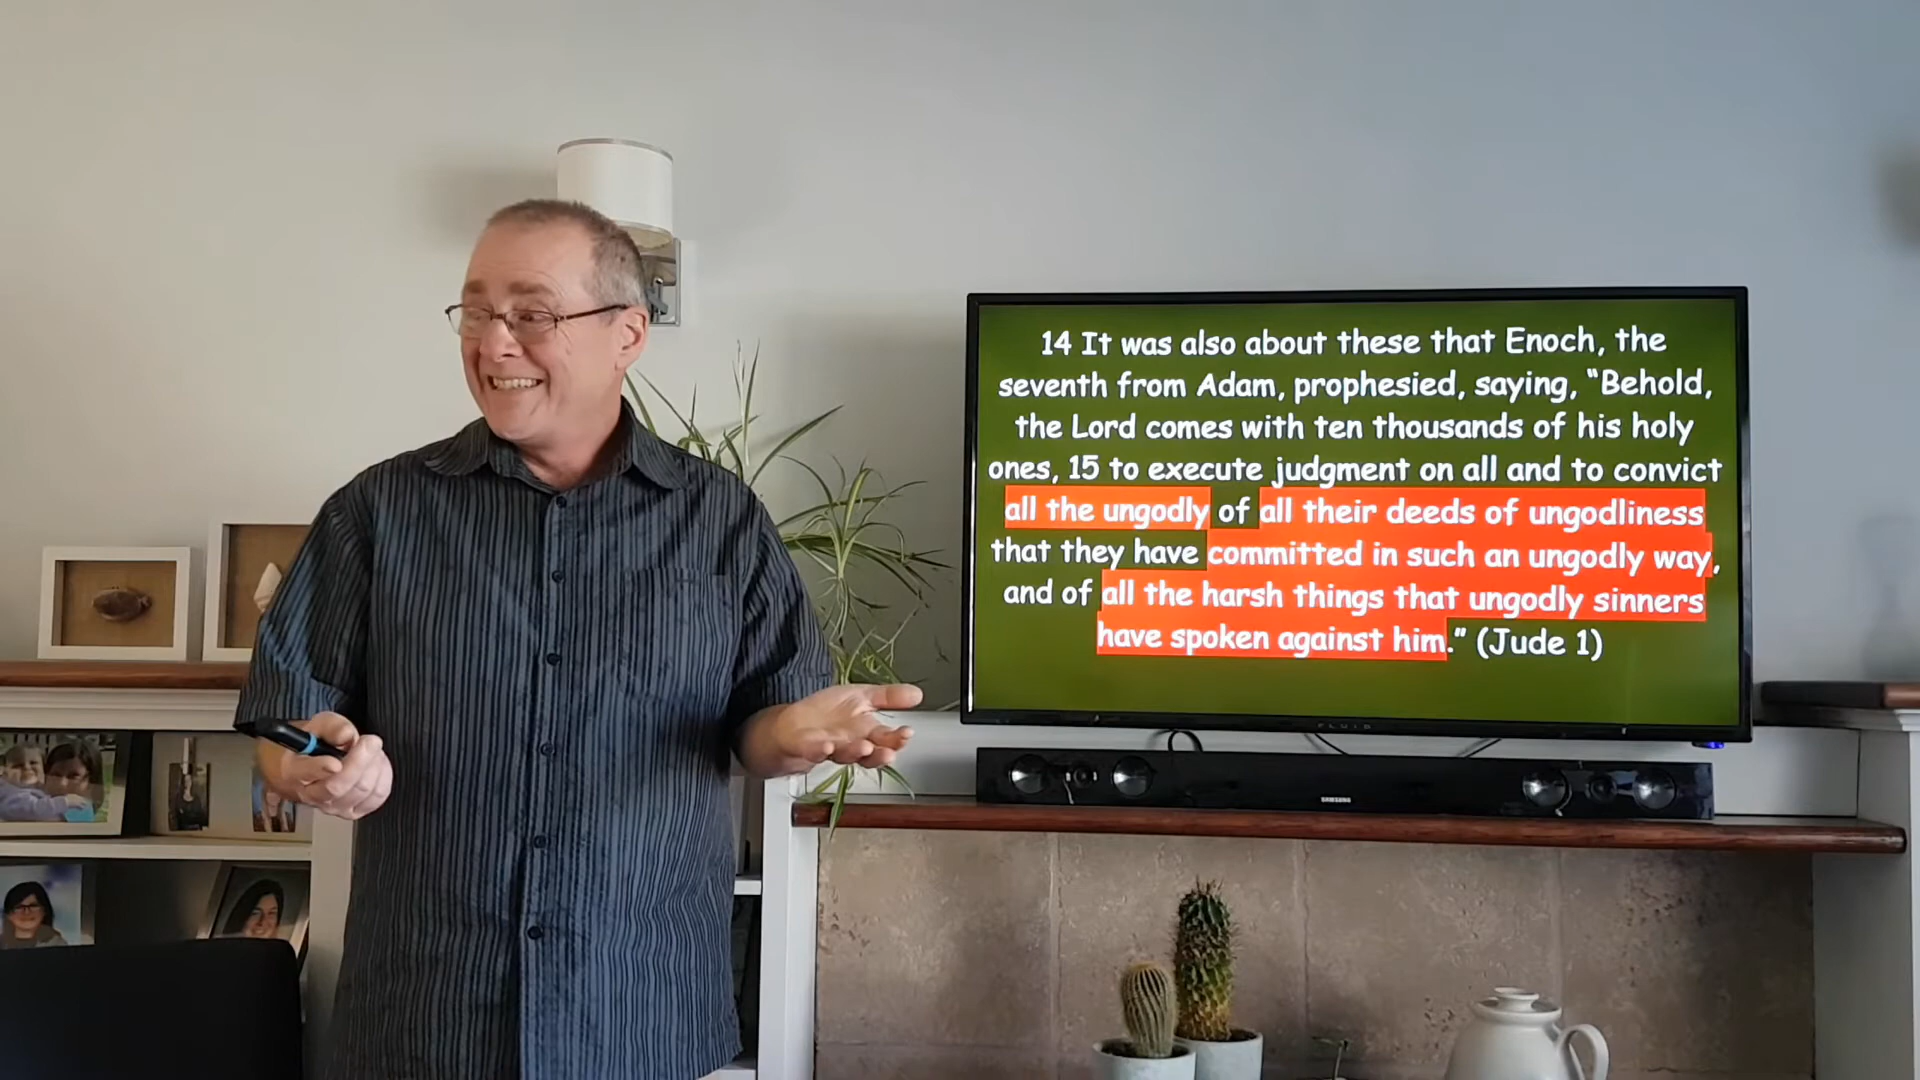 14 It was also about these that Enoch, the
seventh from Adam, prophesied, saying, “Behold,
the Lord comes with ten thousands of his holy
ones, 15 to execute judgment on all and to convict
all the ungodly of all their deeds of ungodliness
that they have committed in such an ungodly way,
and of all the harsh things that ungodly sinners
have spoken against him.” (Jude 1)
FLUID
SAMSUNG